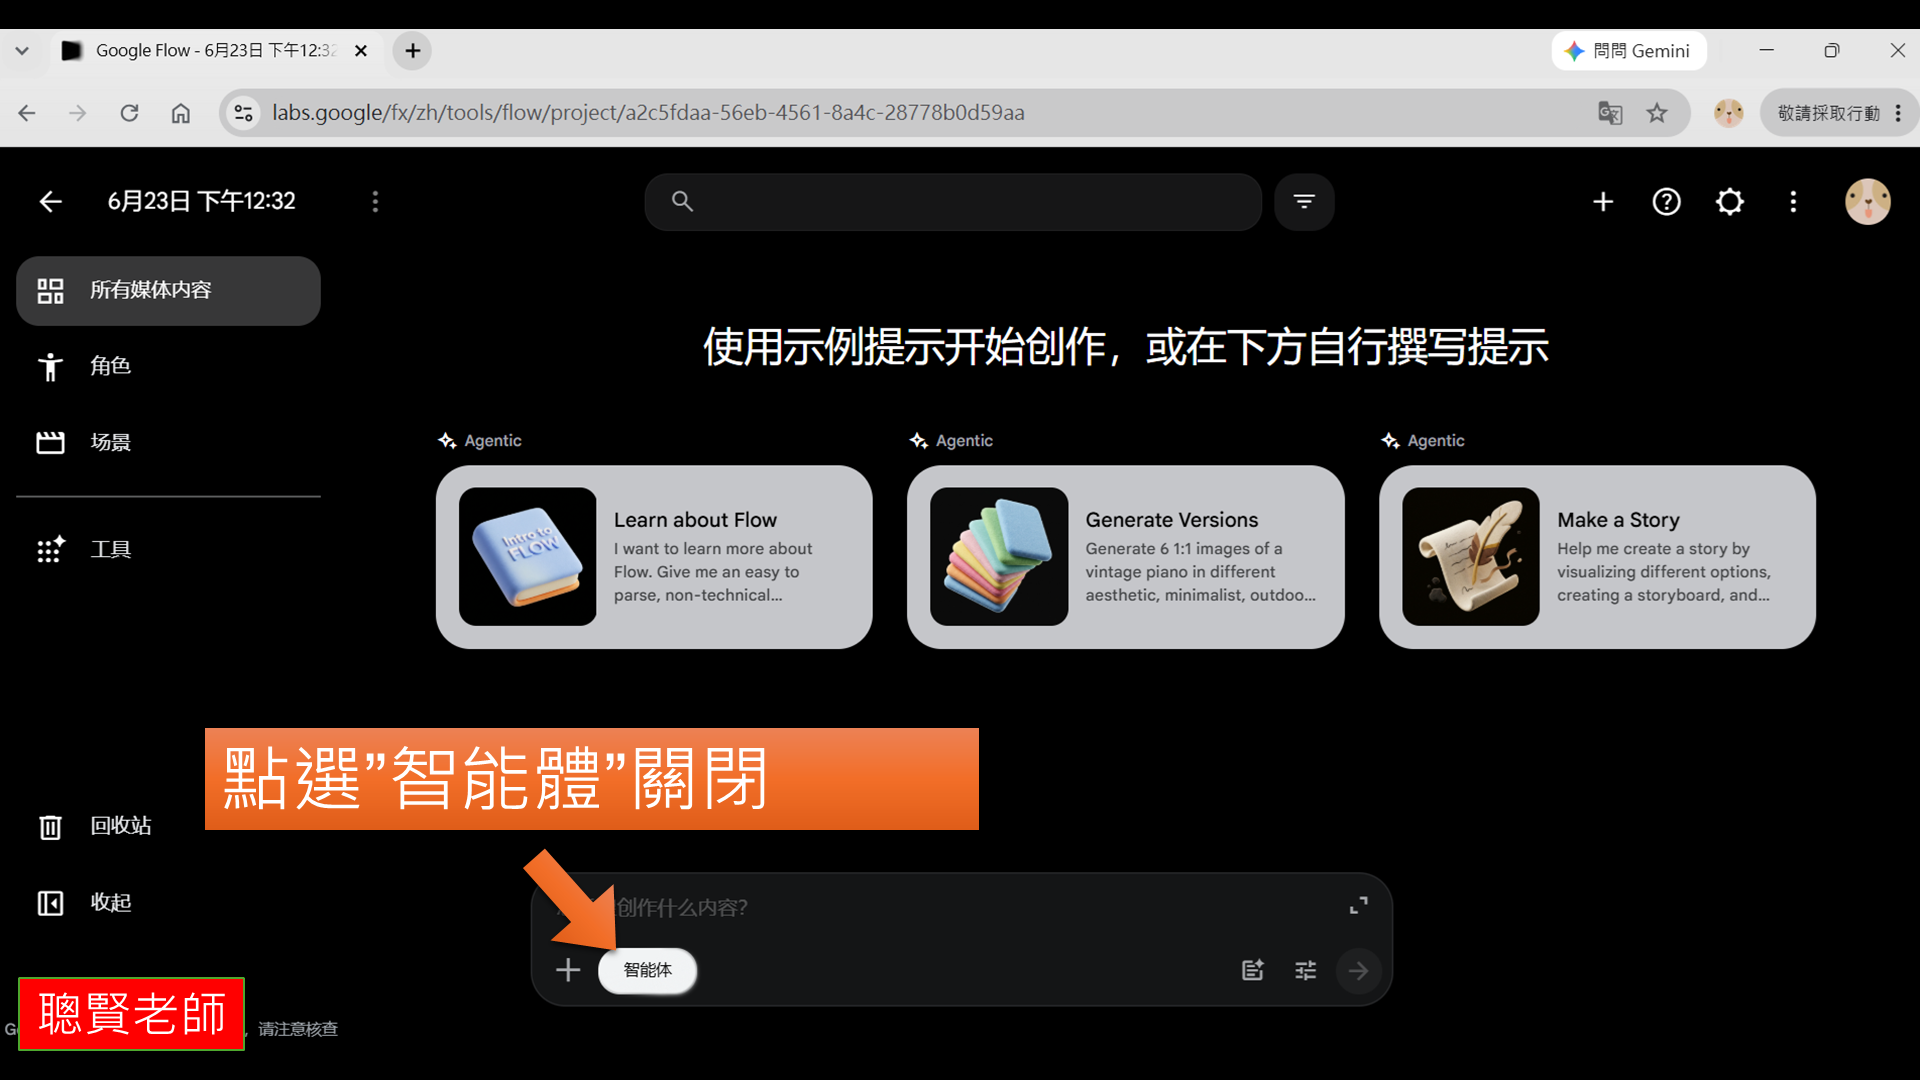 Google Flow - 6月23日 下午12:32
問問 Gemini
labs.google/fx/zh/tools/flow/project/a2c5fdaa-56eb-4561-8a4c-28778b0d59aa
敬請採取行動
6月23日 下午12:32
所有媒体内容
角色
场景
工具
使用示例提示开始创作，或在下方自行撰写提示
Agentic
Agentic
Agentic
Intro to
FLOW
Learn about Flow
I want to learn more about
Flow. Give me an easy to
parse, non-technical...
Generate Versions
Generate 6 1:1 images of a
vintage piano in different
aesthetic, minimalist, outdoo...
Make a Story
Help me create a story by
visualizing different options,
creating a storyboard, and...
點選”智能體”關閉
回收站
收起
创作什么内容？
智能体
聰賢老師
请注意核查